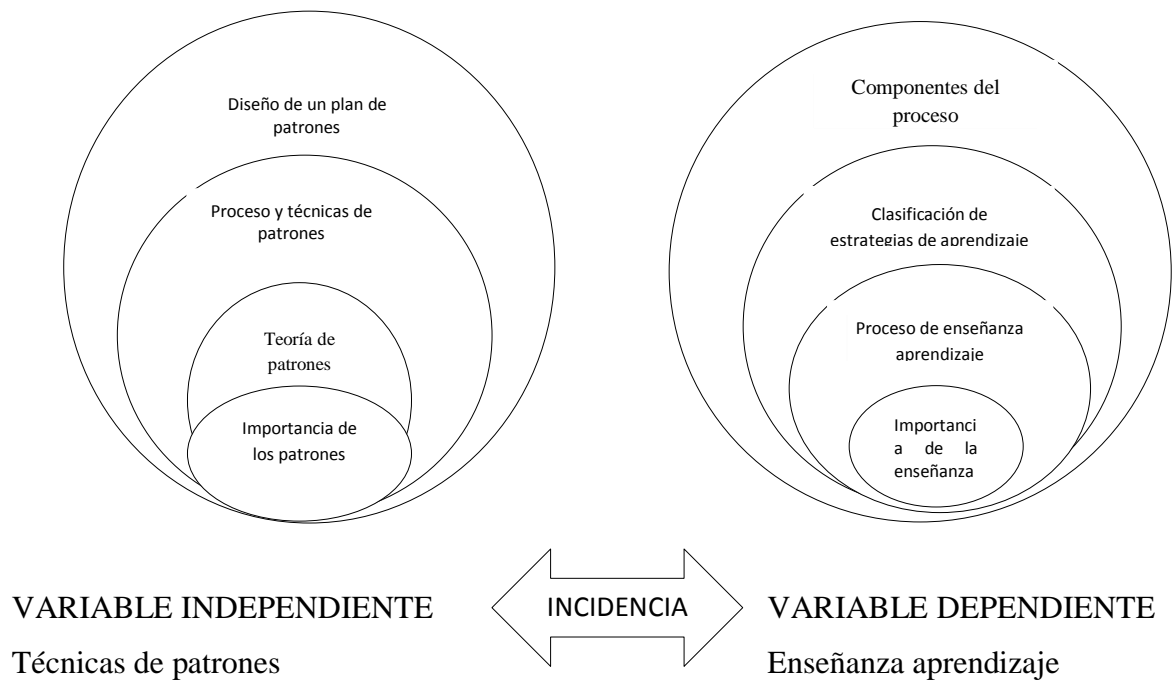 Diseño de un plan de
patrones
Proceso y técnicas de
patrones
Teoría de
patrones
Importancia de
los patrones
Componentes del
proceso
Clasificación de
estrategias de aprendizaje
Proceso de enseñanza
aprendizaje
Importanci
a de la
enseñanza
INCIDENCIA
VARIABLE INDEPENDIENTE
Técnicas de patrones
VARIABLE DEPENDIENTE
Enseñanza aprendizaje